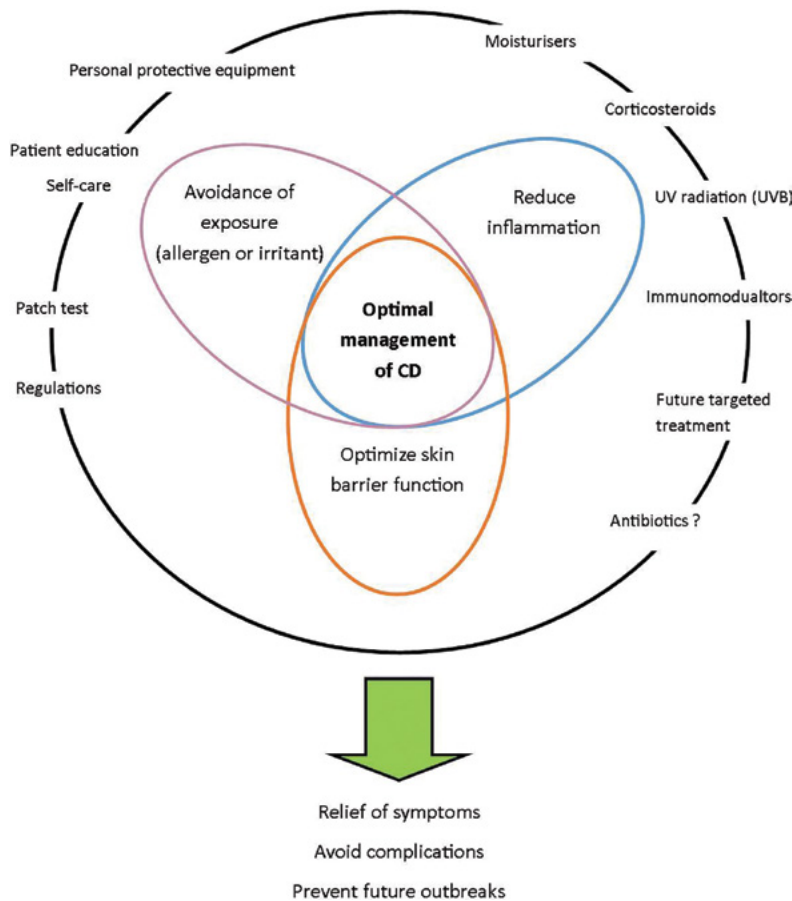 Moisturisers
Personal protective equipment
Corticosteroids
Patient education
Self-care
UV radiation (UVB)
Avoidance of
exposure
(allergen or irritant)
Reduce
inflammation
Immunomodualtors
Patch test
Optimal
management
of CD
Regulations
Future targeted
treatment
Optimize skin
barrier function
Antibiotics ?
Relief of symptoms
Avoid complications
Prevent future outbreaks